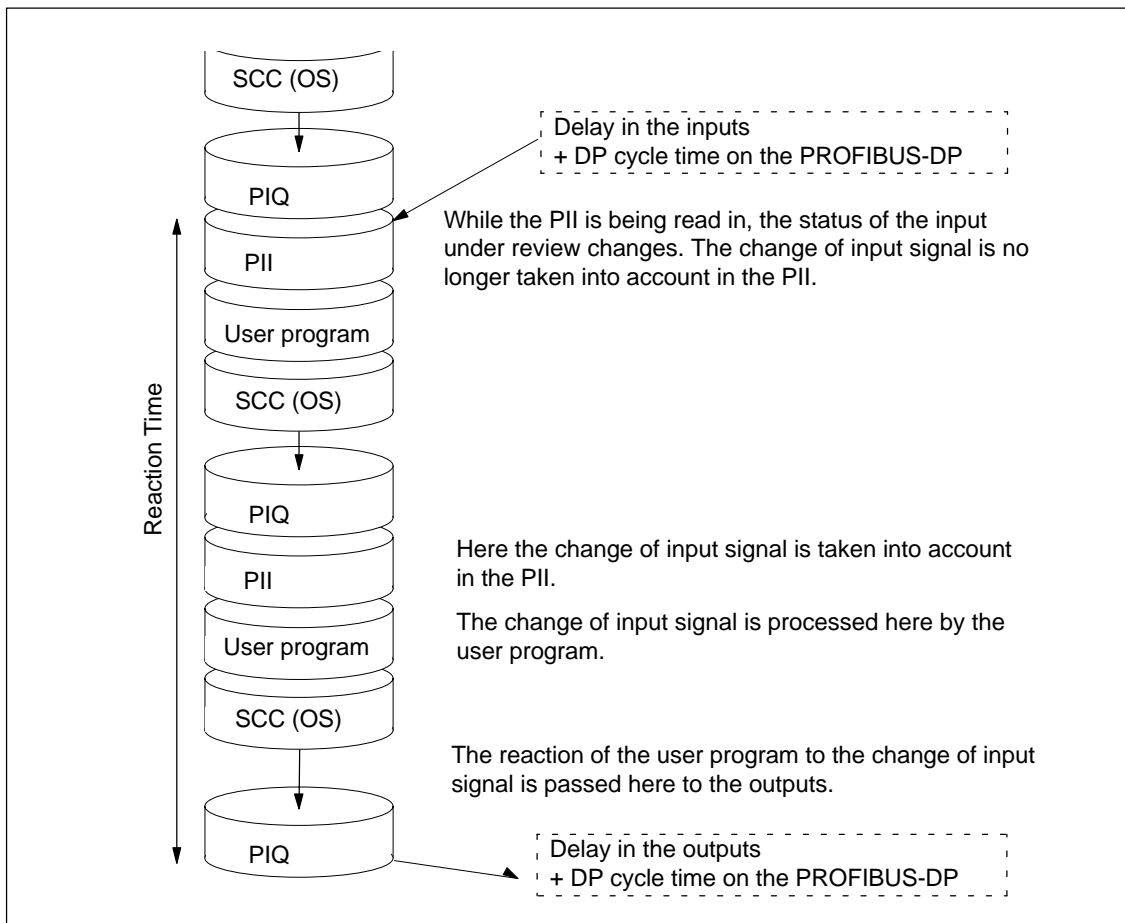 SCC (OS)
Delay in the inputs
+ DP cycle time on the PROFIBUS-DP
PIQ
While the PII is being read in, the status of the input
under review changes. The change of input signal is no
longer taken into account in the PII.
PII
User program
SCC (OS)
Reaction Time
PIQ
Here the change of input signal is taken into account
in the PII.
PII
The change of input signal is processed here by the
user program.
User program
SCC (OS)
The reaction of the user program to the change of input
signal is passed here to the outputs.
PIQ
Delay in the outputs
+ DP cycle time on the PROFIBUS-DP